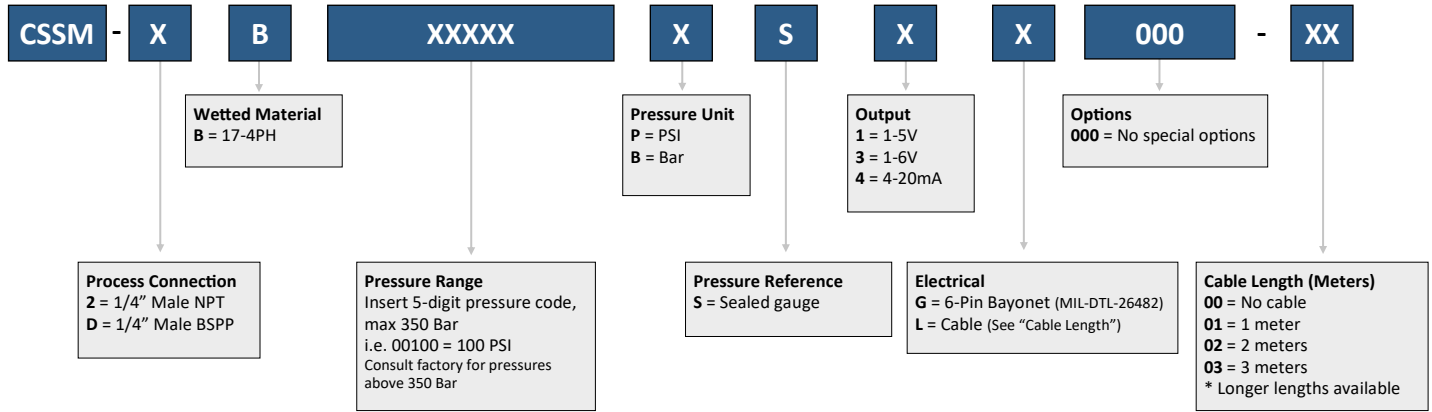 CSSM - X B XXXXX X S X X 000 - XX
Wetted Material
B = 17-4PH
Pressure Unit
P = PSI
B = Bar
Output
1 = 1-5V
3 = 1-6V
4 = 4-20mA
Options
000 = No special options
Process Connection
2 = 1/4” Male NPT
D = 1/4” Male BSPP
Pressure Range
Insert 5-digit pressure code,
max 350 Bar
i.e. 00100 = 100 PSI
Consult factory for pressures
above 350 Bar
Pressure Reference
S = Sealed gauge
Electrical
G = 6-Pin Bayonet (MIL-DTL-26482)
L = Cable (See “Cable Length”)
Cable Length (Meters)
00 = No cable
01 = 1 meter
02 = 2 meters
03 = 3 meters
* Longer lengths available